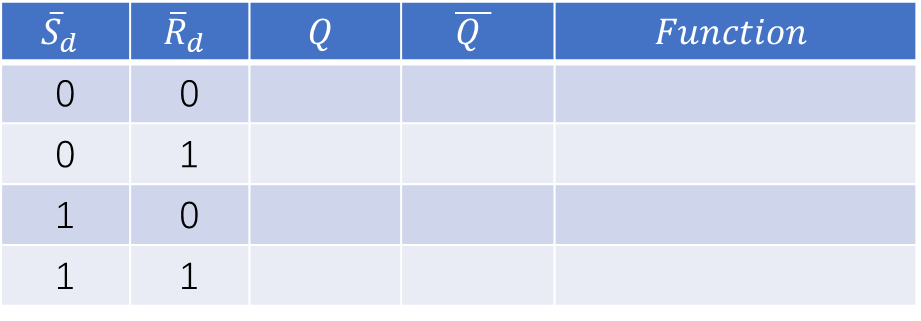 S̄d R̄d Q Q̄ Function
0 0
0 1
1 0
1 1